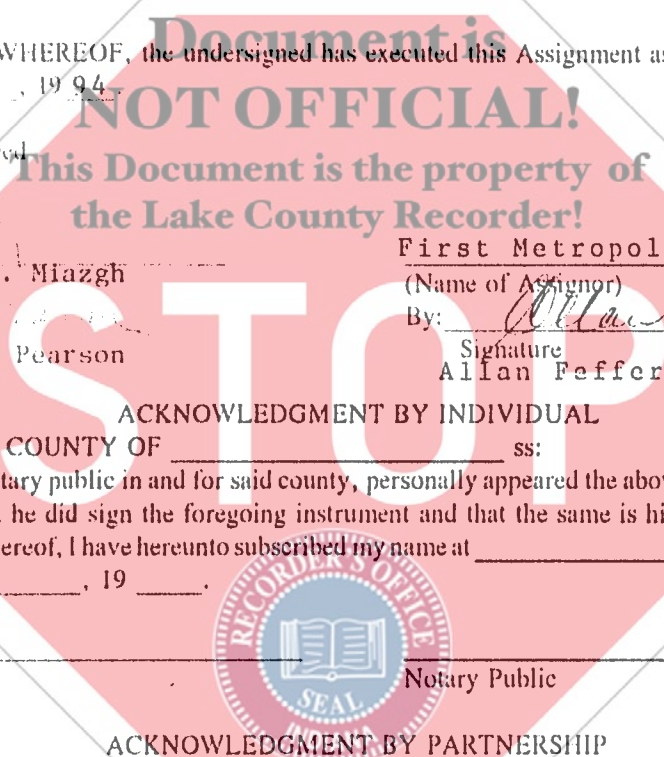 Document is
WHEREOF, the undersigned has executed this Assignment as
, 19 94.
NOT OFFICIAL!
This Document is the property of
the Lake County Recorder!
. Miazgh
First Metropol
(Name of Assignor)
By:
Pearson
Signature
Allan Feffer
STOP
ACKNOWLEDGMENT BY INDIVIDUAL
COUNTY OF ss:
tary public in and for said county, personally appeared the abov
he did sign the foregoing instrument and that the same is hi
ereof, I have hereunto subscribed my name at
, 19 .
RECORDER'S OFFICE
SEAL
INDIANA
Notary Public
ACKNOWLEDGMENT BY PARTNERSHIP